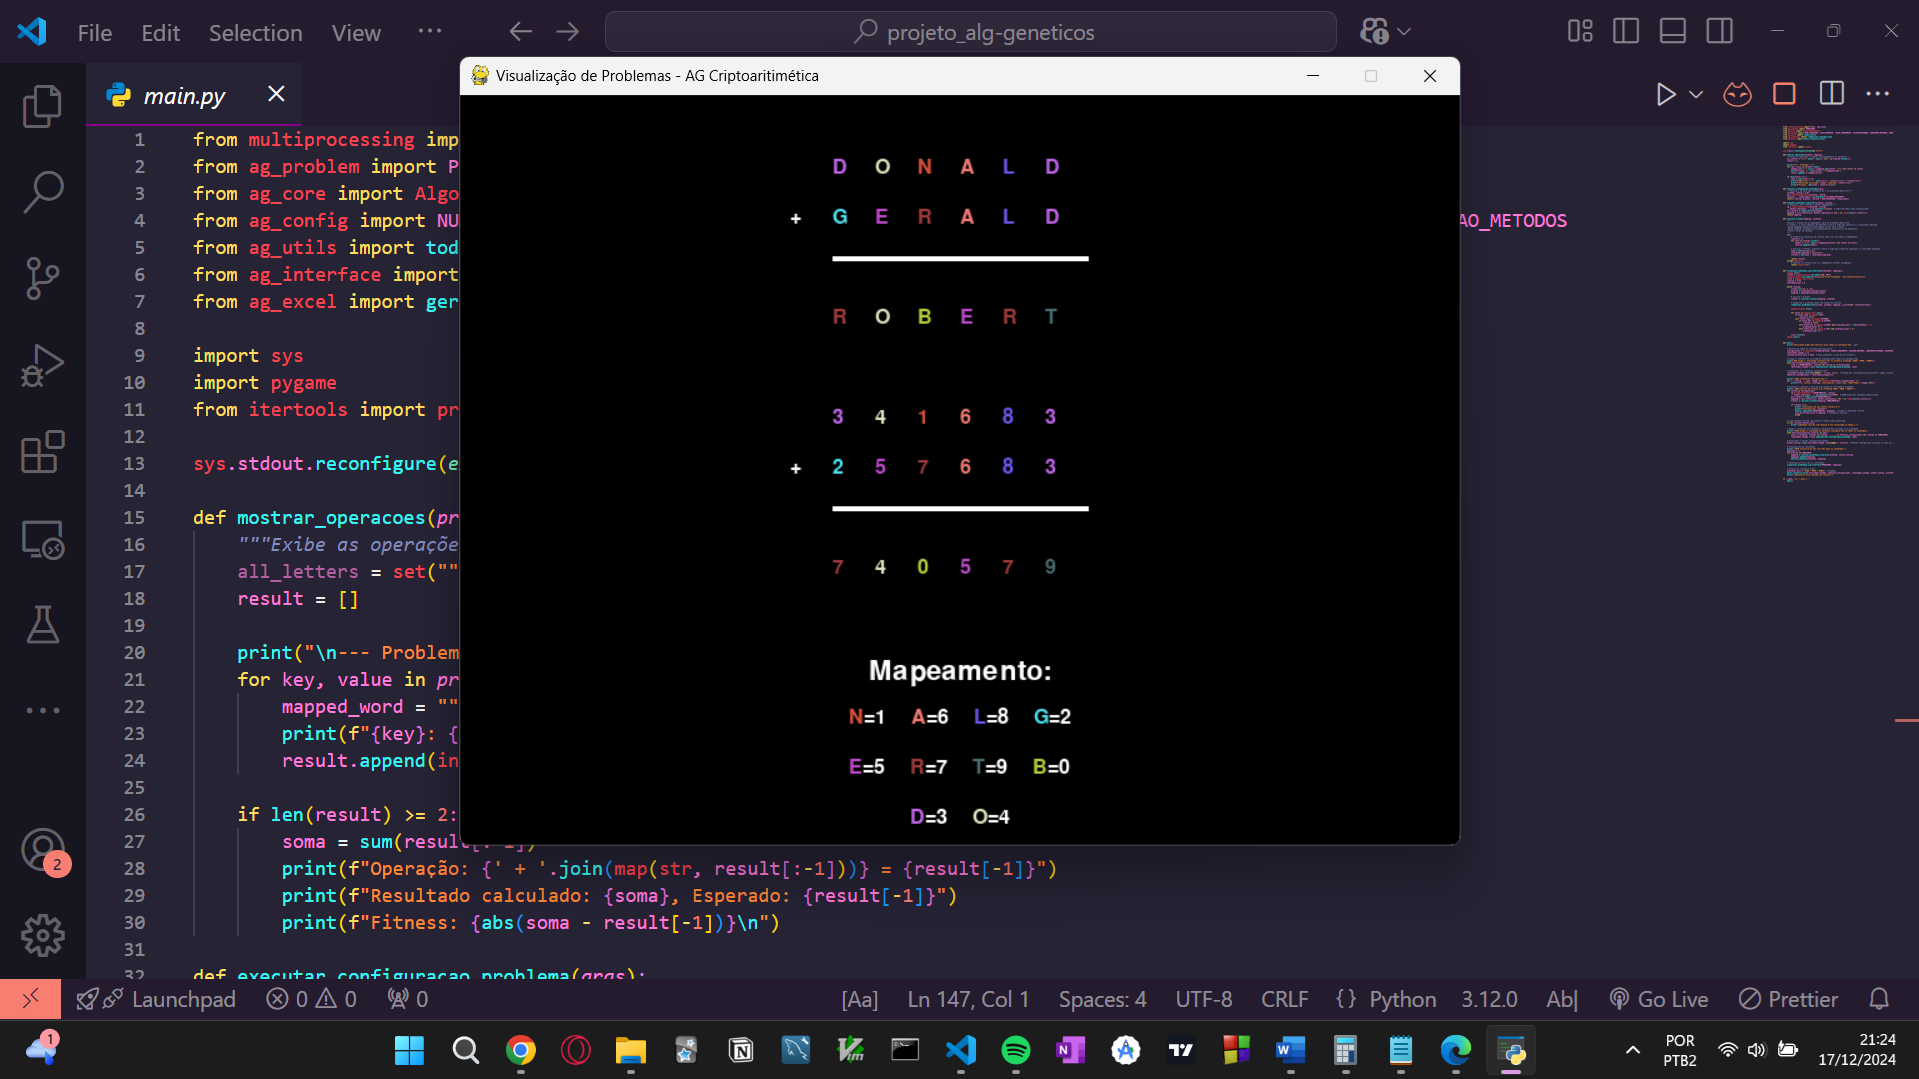 File Edit Selection View ··· projeto_alg-geneticos
main.py
Visualização de Problemas - AG Criptoaritimética
1 from multiprocessing imp
2 from ag_problem import P
3 from ag_core import Algo
4 from ag_config import NU AO_METODOS
5 from ag_utils import tod
6 from ag_interface import
7 from ag_excel import ger
8
9 import sys
10 import pygame
11 from itertools import pr
12
13 sys.stdout.reconfigure(e
14
15 def mostrar_operacoes(pr
16 """Exibe as operaçõe
17 all_letters = set(""
18 result = []
19
20 print("\n--- Problem
21 for key, value in pr
22 mapped_word = ""
23 print(f"{key}: {
24 result.append(in
25
26 if len(result) >= 2:
27 soma = sum(result[:-1])
28 print(f"Operação: {' + '.join(map(str, result[:-1]))} = {result[-1]}")
29 print(f"Resultado calculado: {soma}, Esperado: {result[-1]}")
30 print(f"Fitness: {abs(soma - result[-1])}\n")
31
32 def executar_configuracao_problema(args):
D O N A L D
+ G E R A L D
R O B E R T
3 4 1 6 8 3
+ 2 5 7 6 8 3
7 4 0 5 7 9
Mapeamento:
N=1 A=6 L=8 G=2
E=5 R=7 T=9 B=0
D=3 O=4
2
Launchpad 0 0 0 [Aa] Ln 147, Col 1 Spaces: 4 UTF-8 CRLF {} Python 3.12.0 Ab| Go Live Prettier
1
POR
PTB2
21:24
17/12/2024